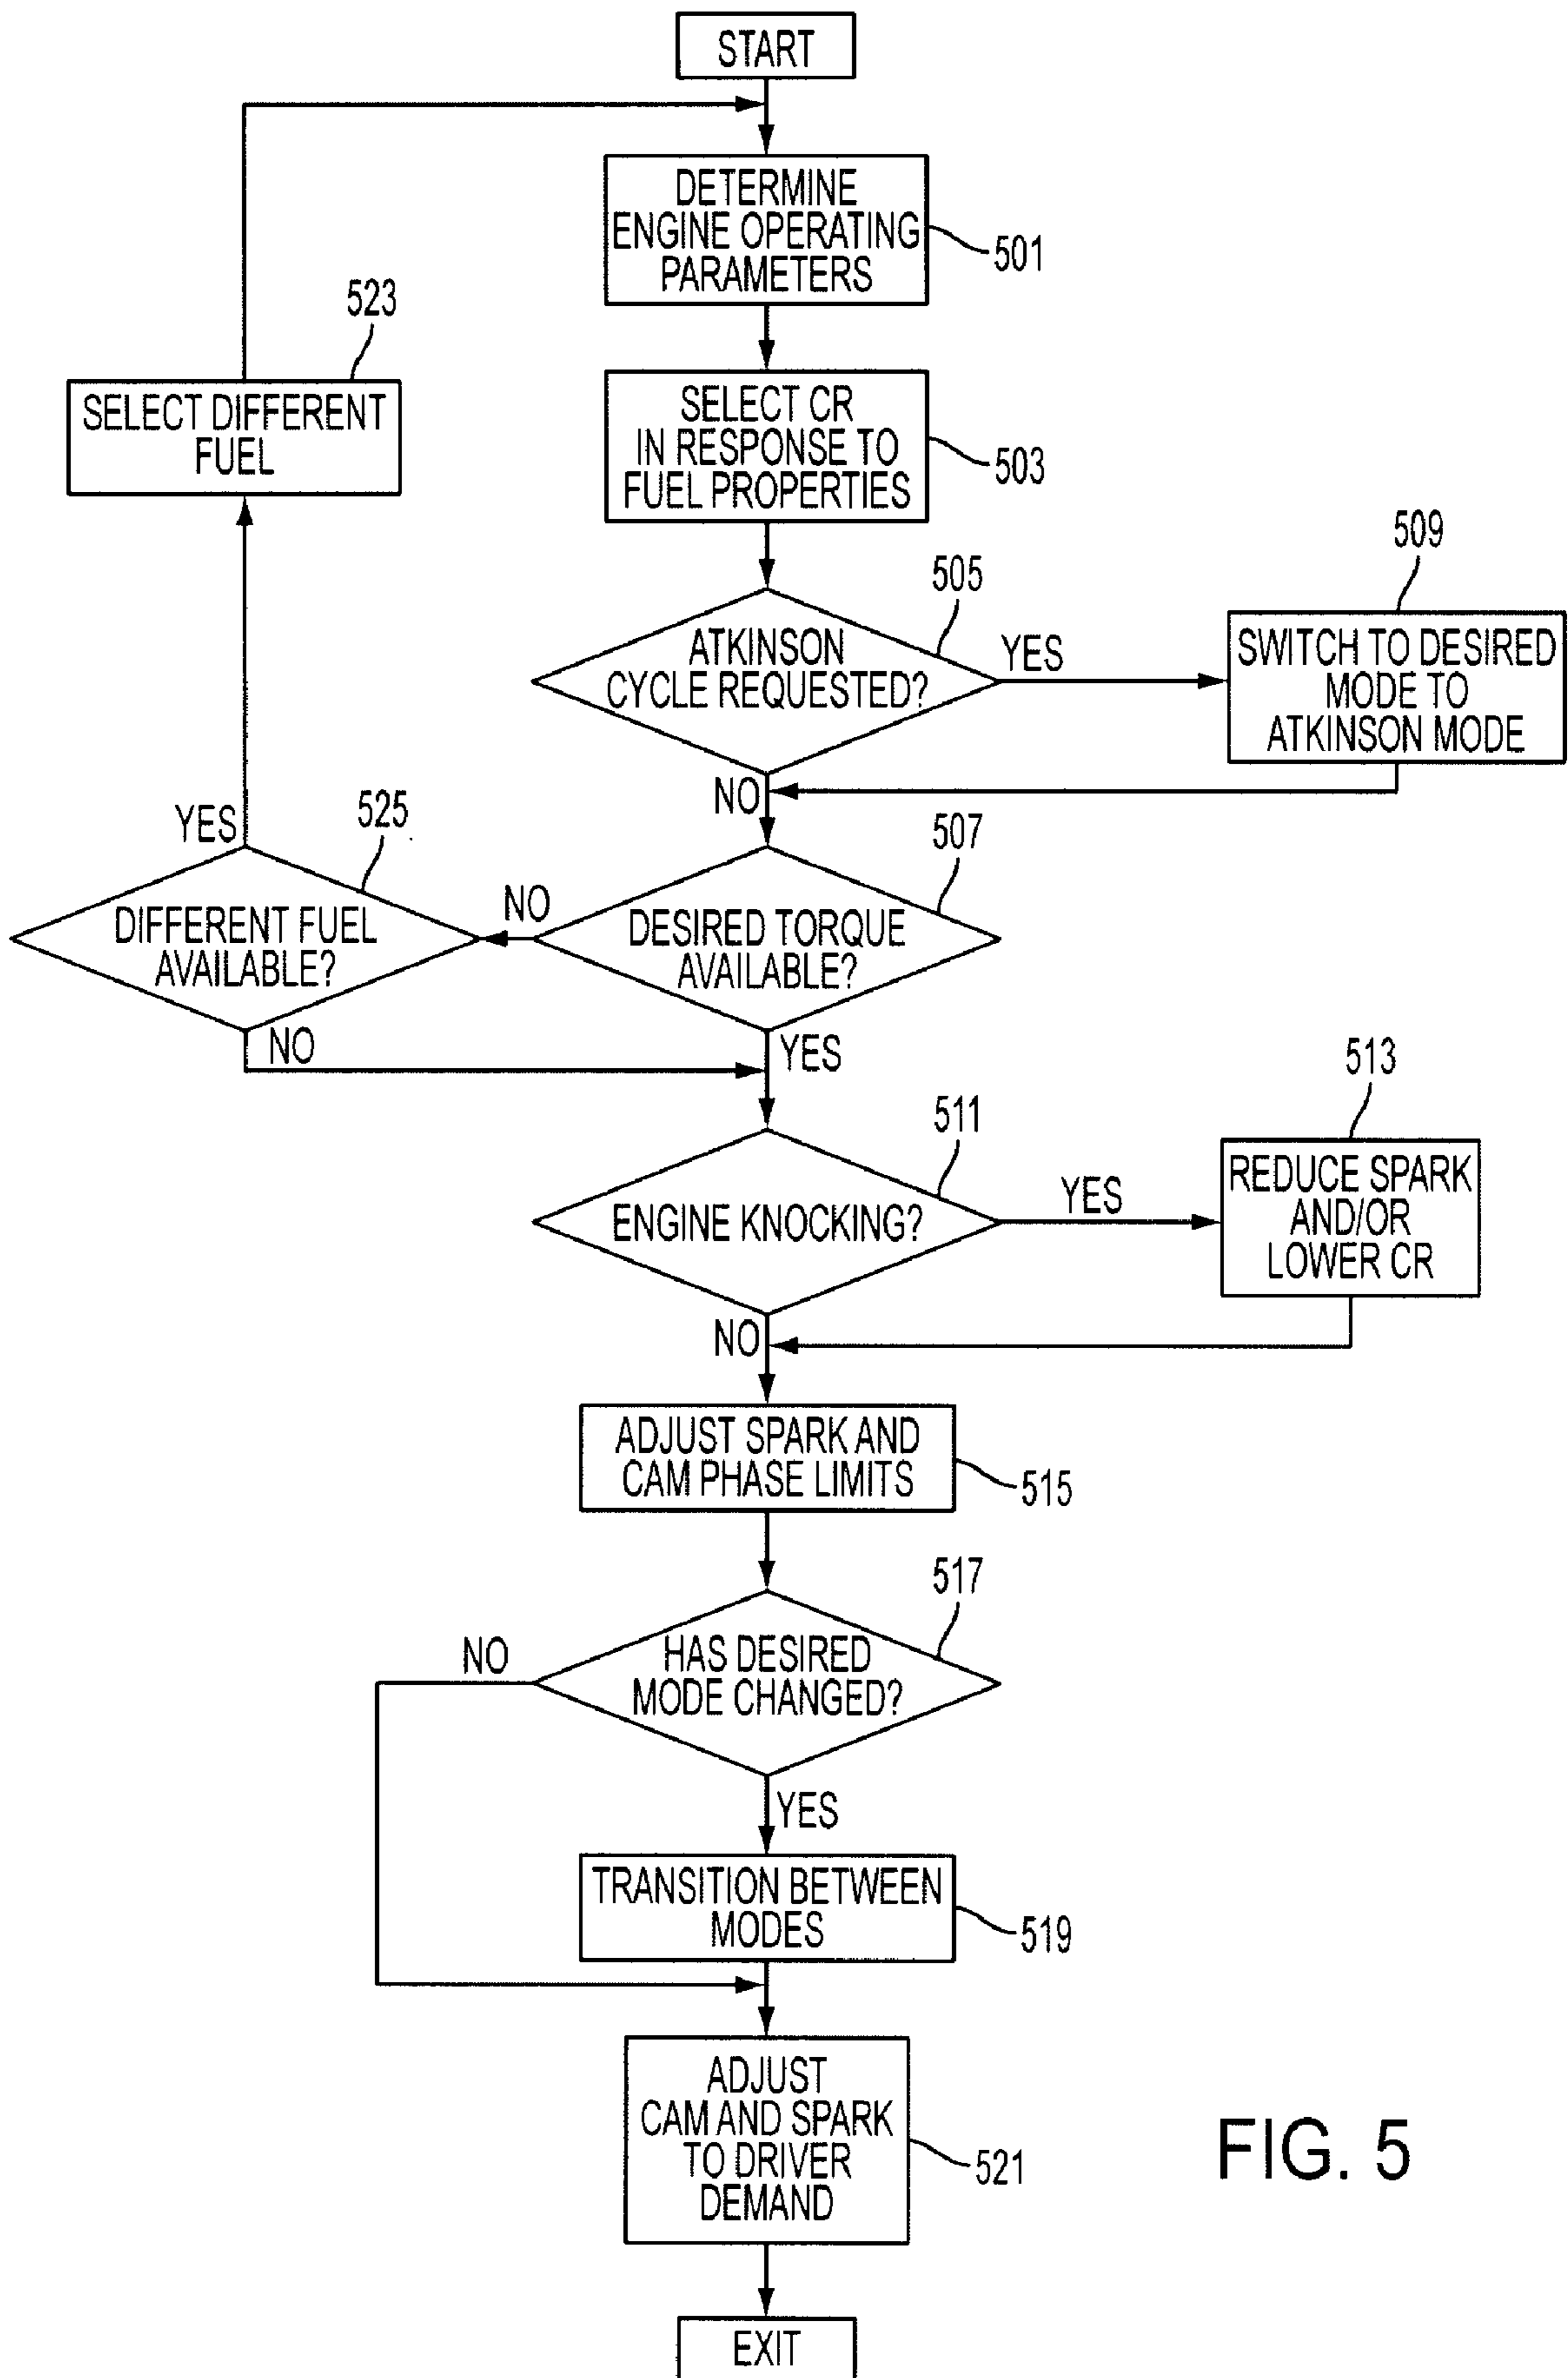 START
DETERMINE
ENGINE OPERATING
PARAMETERS
501
523
SELECT DIFFERENT
FUEL
SELECT CR
IN RESPONSE TO
FUEL PROPERTIES
503
505
ATKINSON
CYCLE REQUESTED?
YES
509
SWITCH TO DESIRED
MODE TO
ATKINSON MODE
NO
YES
525
DIFFERENT FUEL
AVAILABLE?
NO
507
DESIRED TORQUE
AVAILABLE?
NO
YES
511
ENGINE KNOCKING?
YES
513
REDUCE SPARK
AND/OR
LOWER CR
NO
ADJUST SPARK AND
CAM PHASE LIMITS
515
517
NO
HAS DESIRED
MODE CHANGED?
YES
TRANSITION BETWEEN
MODES
519
ADJUST
CAM AND SPARK
TO DRIVER
DEMAND
521
FIG. 5
EXIT